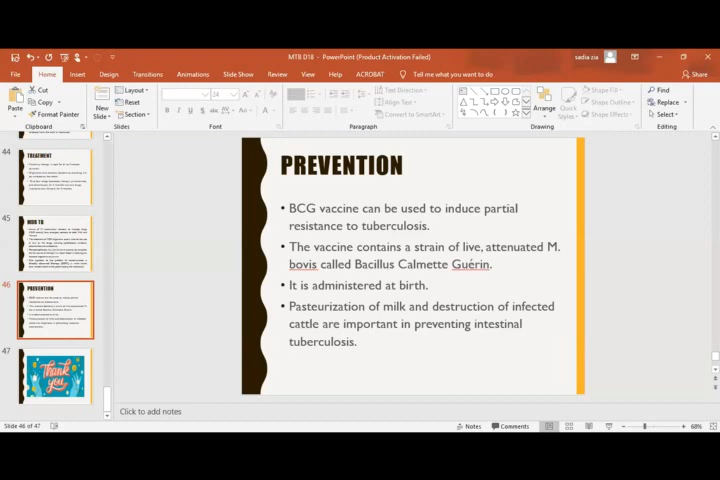 MTB D18 - PowerPoint (Product Activation Failed)
sadia zia
File Home Insert Design Transitions Animations Slide Show Review View Help ACROBAT Tell me what you want to do Share
Paste
Cut
Copy
Format Painter
Clipboard
New Slide
Layout
Reset
Section
Slides
24
Font
Text Direction
Align Text
Convert to SmartArt
Paragraph
Arrange
Quick Styles
Shape Fill
Shape Outline
Shape Effects
Drawing
Find
Replace
Select
Editing
44
TREATMENT
45
MDR TB
46
PREVENTION
47
Thank you
PREVENTION
• BCG vaccine can be used to induce partial
resistance to tuberculosis.
• The vaccine contains a strain of live, attenuated M.
bovis called Bacillus Calmette Guérin.
• It is administered at birth.
• Pasteurization of milk and destruction of infected
cattle are important in preventing intestinal
tuberculosis.
Click to add notes
Slide 46 of 47
Notes Comments 68%